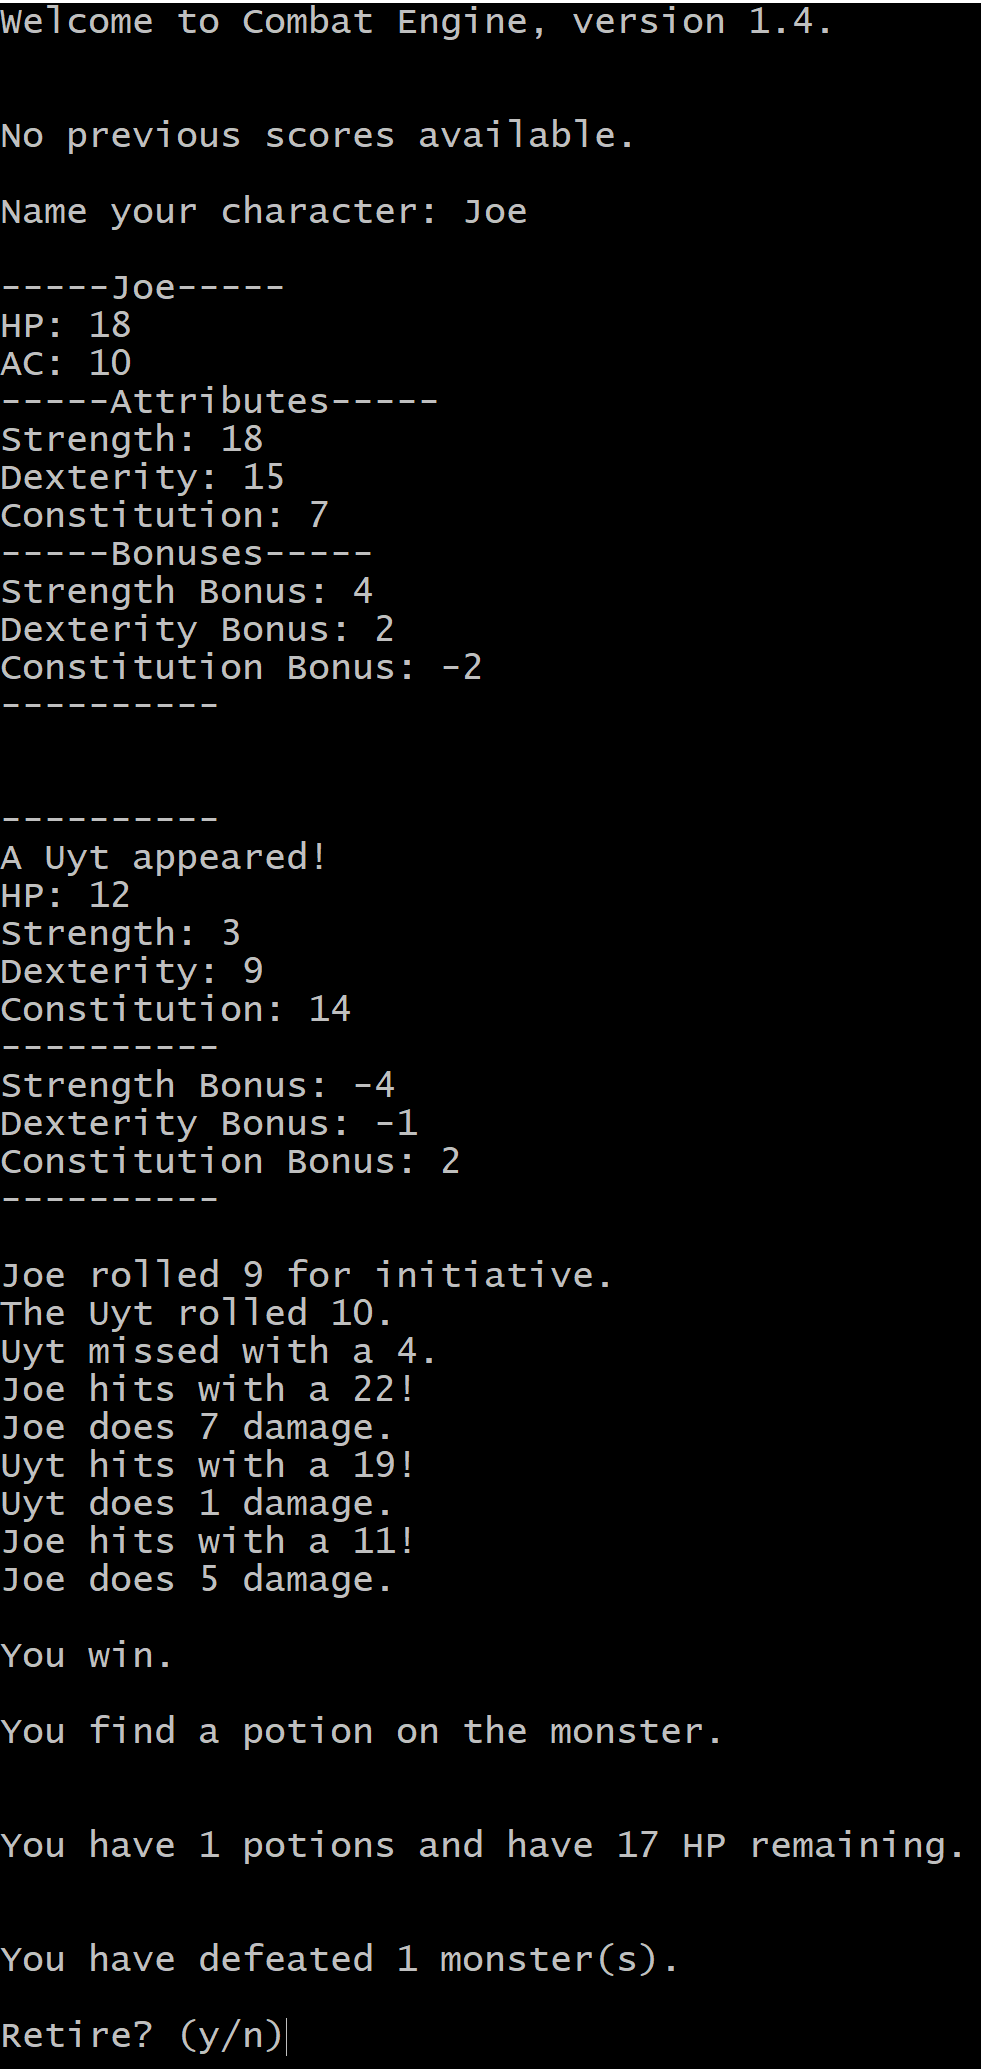 Welcome to Combat Engine, version 1.4.
No previous scores available.
Name your character: Joe
-----Joe-----
HP: 18
AC: 10
-----Attributes-----
Strength: 18
Dexterity: 15
Constitution: 7
-----Bonuses-----
Strength Bonus: 4
Dexterity Bonus: 2
Constitution Bonus: -2
----------
----------
A Uyt appeared!
HP: 12
Strength: 3
Dexterity: 9
Constitution: 14
----------
Strength Bonus: -4
Dexterity Bonus: -1
Constitution Bonus: 2
----------
Joe rolled 9 for initiative.
The Uyt rolled 10.
Uyt missed with a 4.
Joe hits with a 22!
Joe does 7 damage.
Uyt hits with a 19!
Uyt does 1 damage.
Joe hits with a 11!
Joe does 5 damage.
You win.
You find a potion on the monster.
You have 1 potions and have 17 HP remaining.
You have defeated 1 monster(s).
Retire? (y/n)